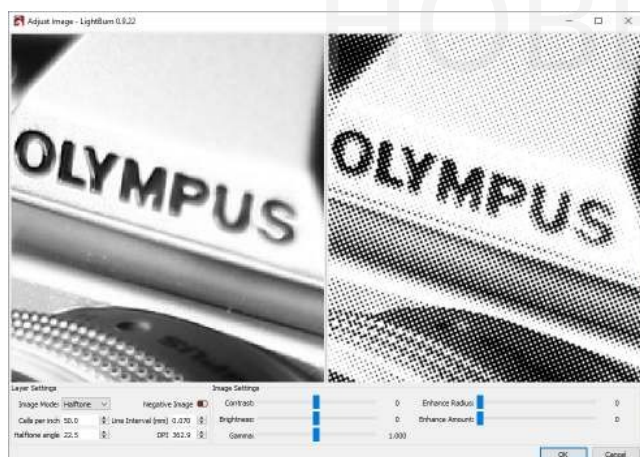 Adjust Image - LightBurn 0.9.22
HOBI
OLYMPUS
OLYMPUS
Layer Settings
Image Settings
Image Mode: Halftone
Negative Image
Contrast: 0
Enhance Radius: 0
Cells per inch 50.0
Line Interval (mm) 0.070
Brightness: 0
Enhance Amount: 0
Halftone angle 22.5
DPI 362.9
Gamma: 1.000
OK
Cancel